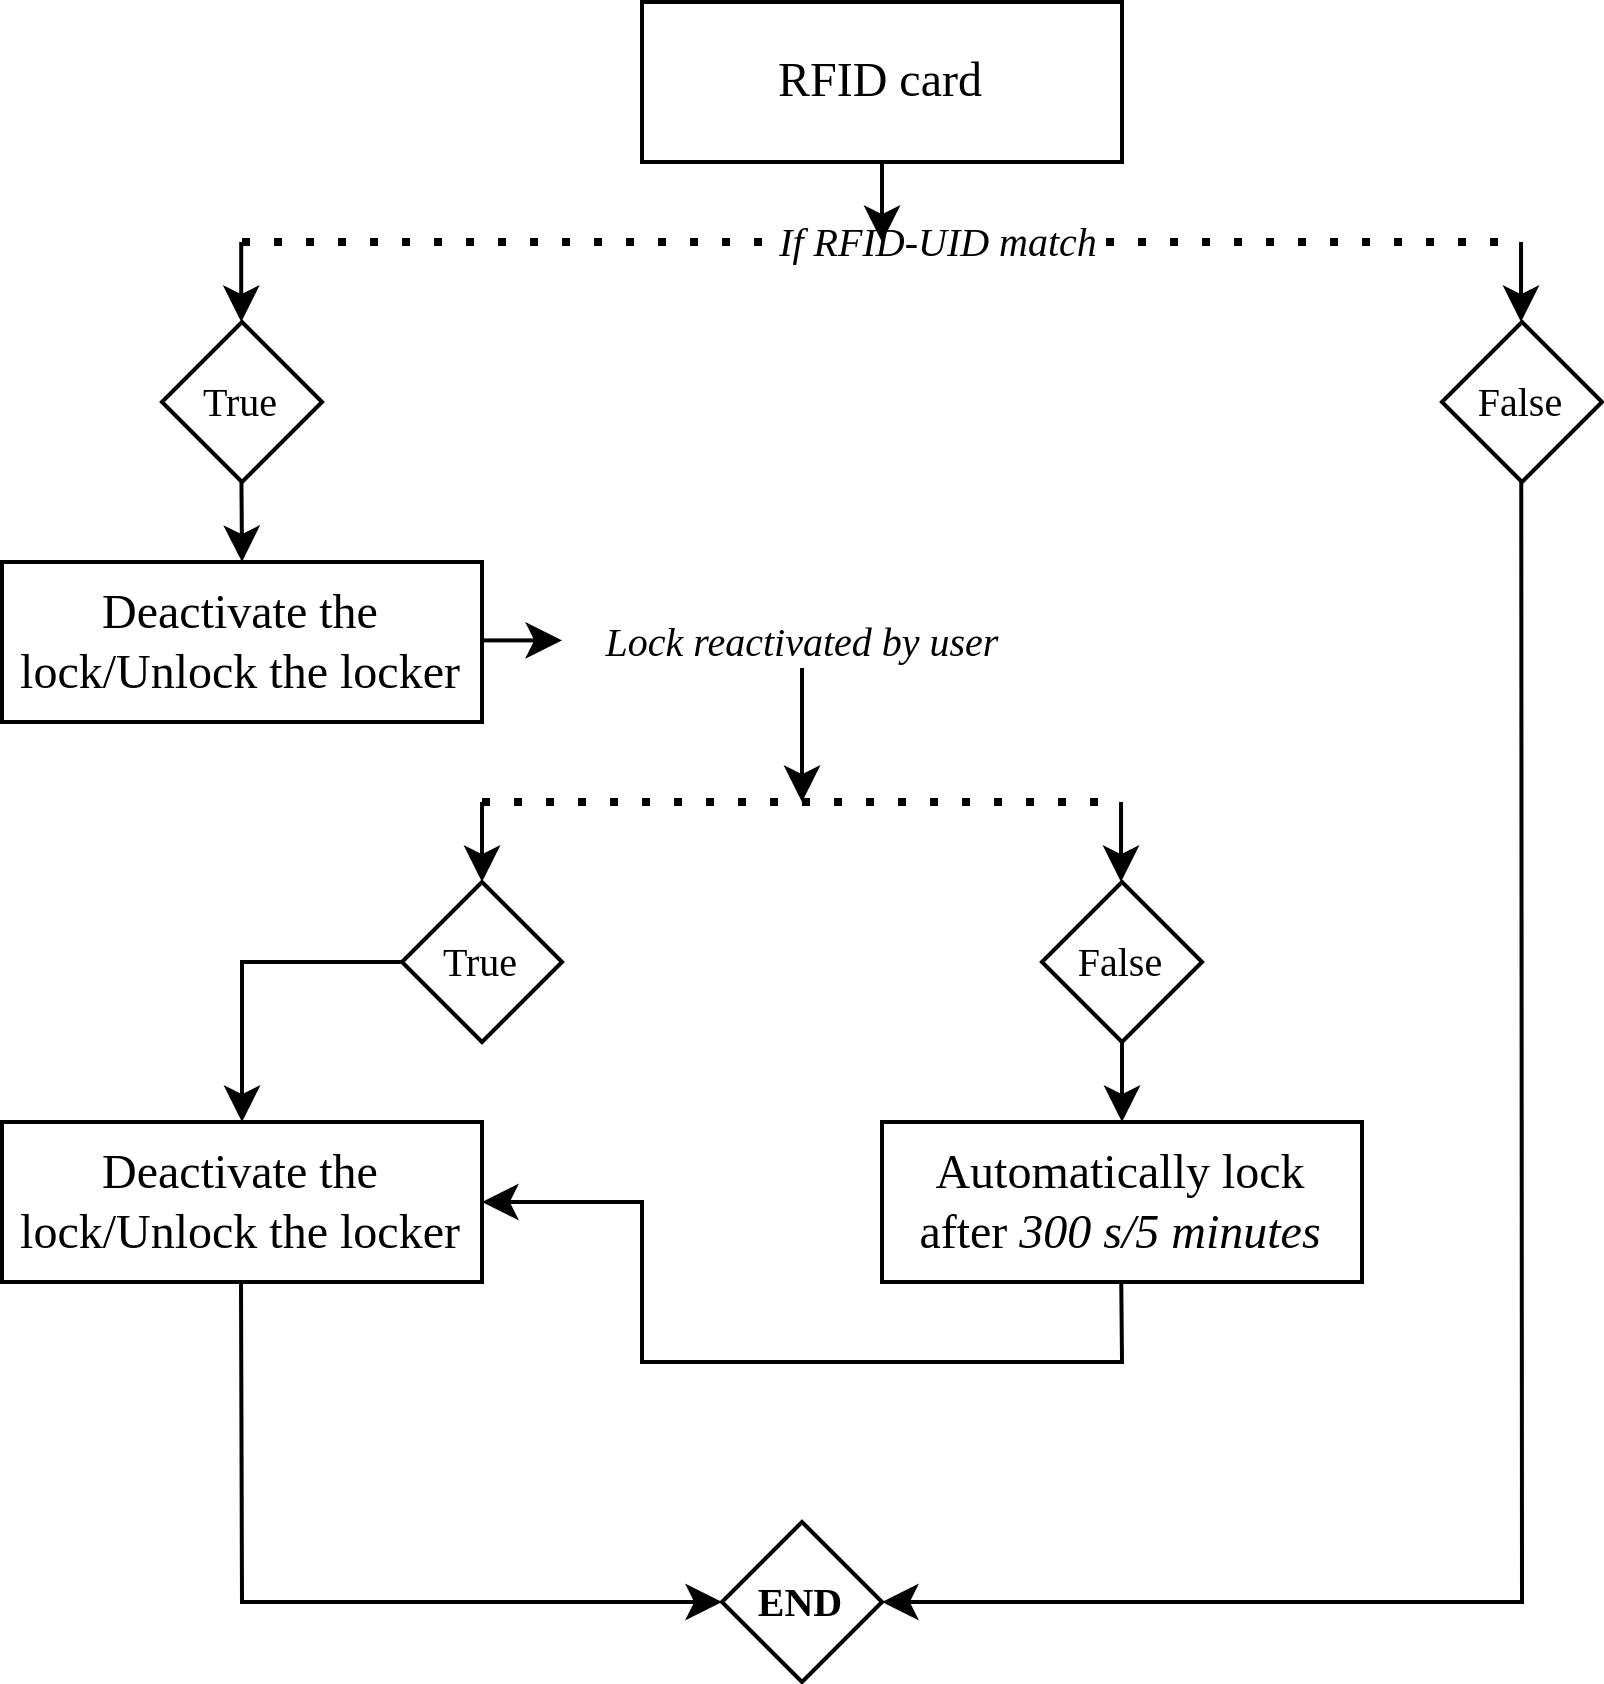 RFID card
If RFID-UID match
True
False
Deactivate the
lock/Unlock the locker
Lock reactivated by user
True
False
Deactivate the
lock/Unlock the locker
Automatically lock
after 300 s/5 minutes
END